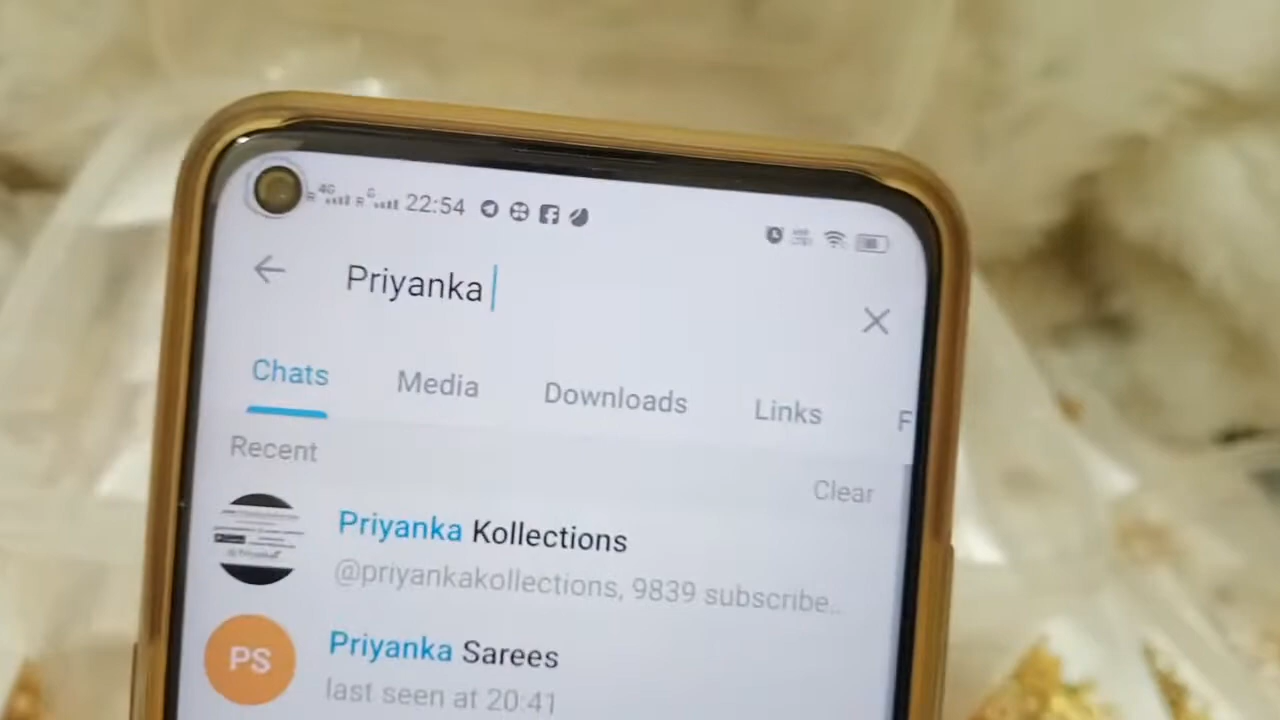 4G G 22:54
Priyanka
Chats Media Downloads Links F
Recent Clear
Priyanka Kollections
@priyankakollections, 9839 subscribe..
PS Priyanka Sarees
last seen at 20:41